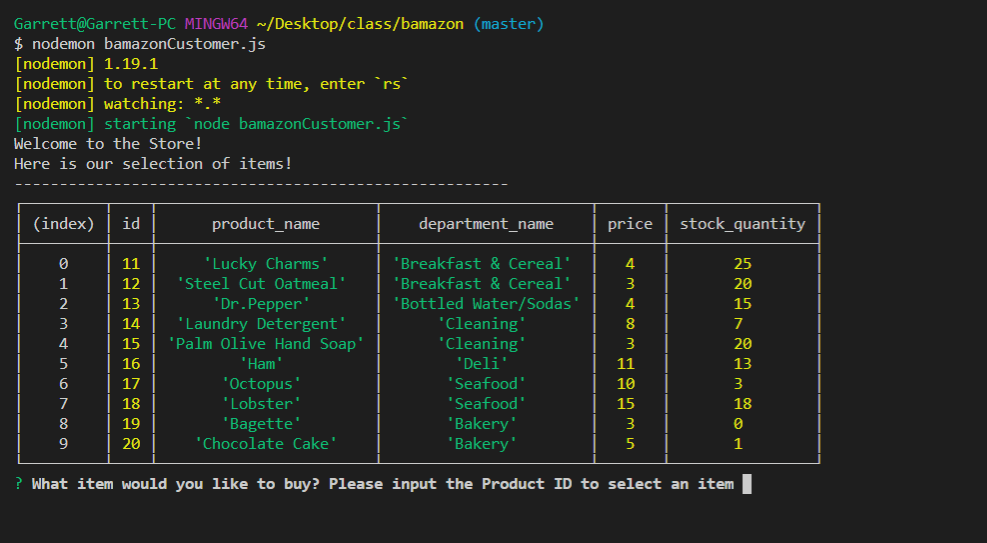 Garrett@Garrett-PC MINGW64 ~/Desktop/class/bamazon (master)
$ nodemon bamazonCustomer.js
[nodemon] 1.19.1
[nodemon] to restart at any time, enter `rs`
[nodemon] watching: *.*
[nodemon] starting `node bamazonCustomer.js`
Welcome to the Store!
Here is our selection of items!
-------------------------------------------------------
(index) id product_name department_name price stock_quantity
0 11 'Lucky Charms' 'Breakfast & Cereal' 4 25
1 12 'Steel Cut Oatmeal' 'Breakfast & Cereal' 3 20
2 13 'Dr.Pepper' 'Bottled Water/Sodas' 4 15
3 14 'Laundry Detergent' 'Cleaning' 8 7
4 15 'Palm Olive Hand Soap' 'Cleaning' 3 20
5 16 'Ham' 'Deli' 11 13
6 17 'Octopus' 'Seafood' 10 3
7 18 'Lobster' 'Seafood' 15 18
8 19 'Bagette' 'Bakery' 3 0
9 20 'Chocolate Cake' 'Bakery' 5 1
? What item would you like to buy? Please input the Product ID to select an item